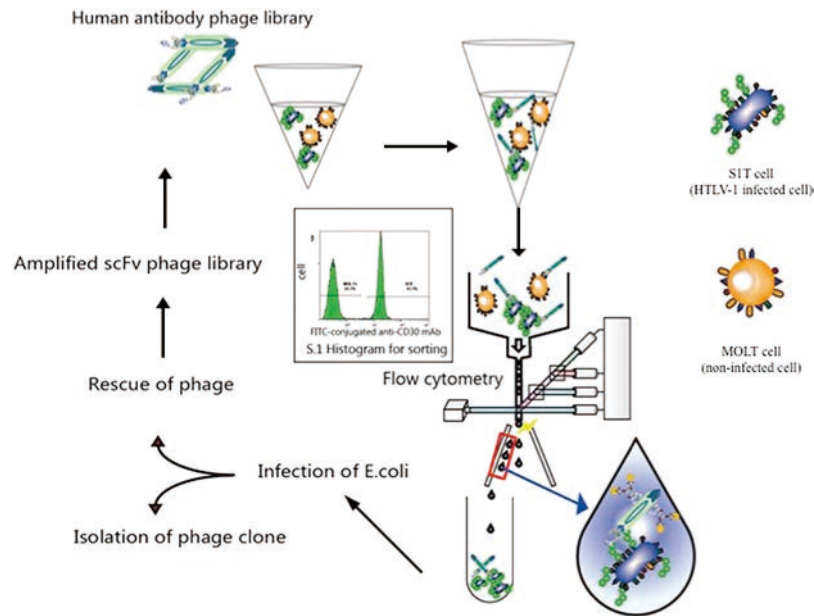 Human antibody phage library
S1T cell
(HTLV-1 infected cell)
Amplified scFv phage library
cell
MOLT4
S1T
FITC-conjugated anti-CD30 mAb
S.1 Histogram for sorting
MOLT cell
(non-infected cell)
Rescue of phage
Flow cytometry
Infection of E.coli
Isolation of phage clone